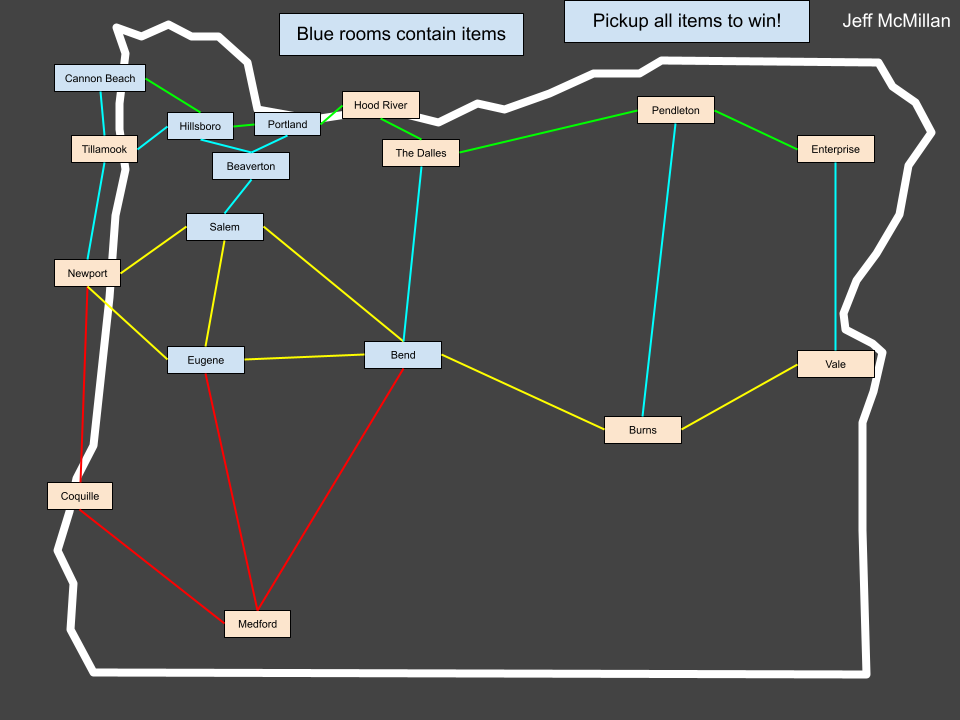 Pickup all items to win!
Jeff McMillan
Blue rooms contain items
Cannon Beach
Hood River
Pendleton
Hillsboro
Portland
Tillamook
The Dalles
Enterprise
Beaverton
Salem
Newport
Eugene
Bend
Vale
Burns
Coquille
Medford